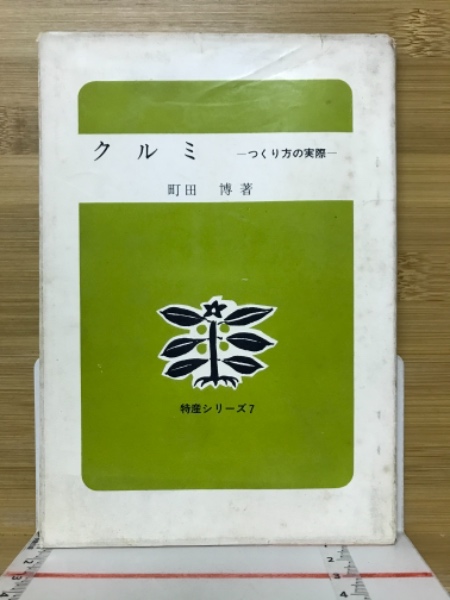 クルミ —つくり方の実際—
町田 博著
特産シリーズ7